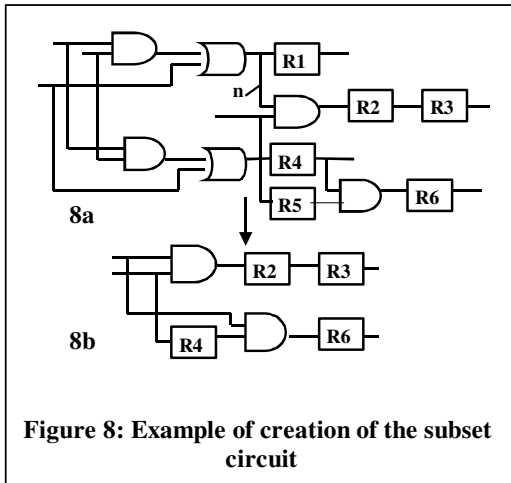 R1
n
R2 R3
R4
R5 R6
8a
R2 R3
8b
R4 R6
Figure 8: Example of creation of the subset
circuit